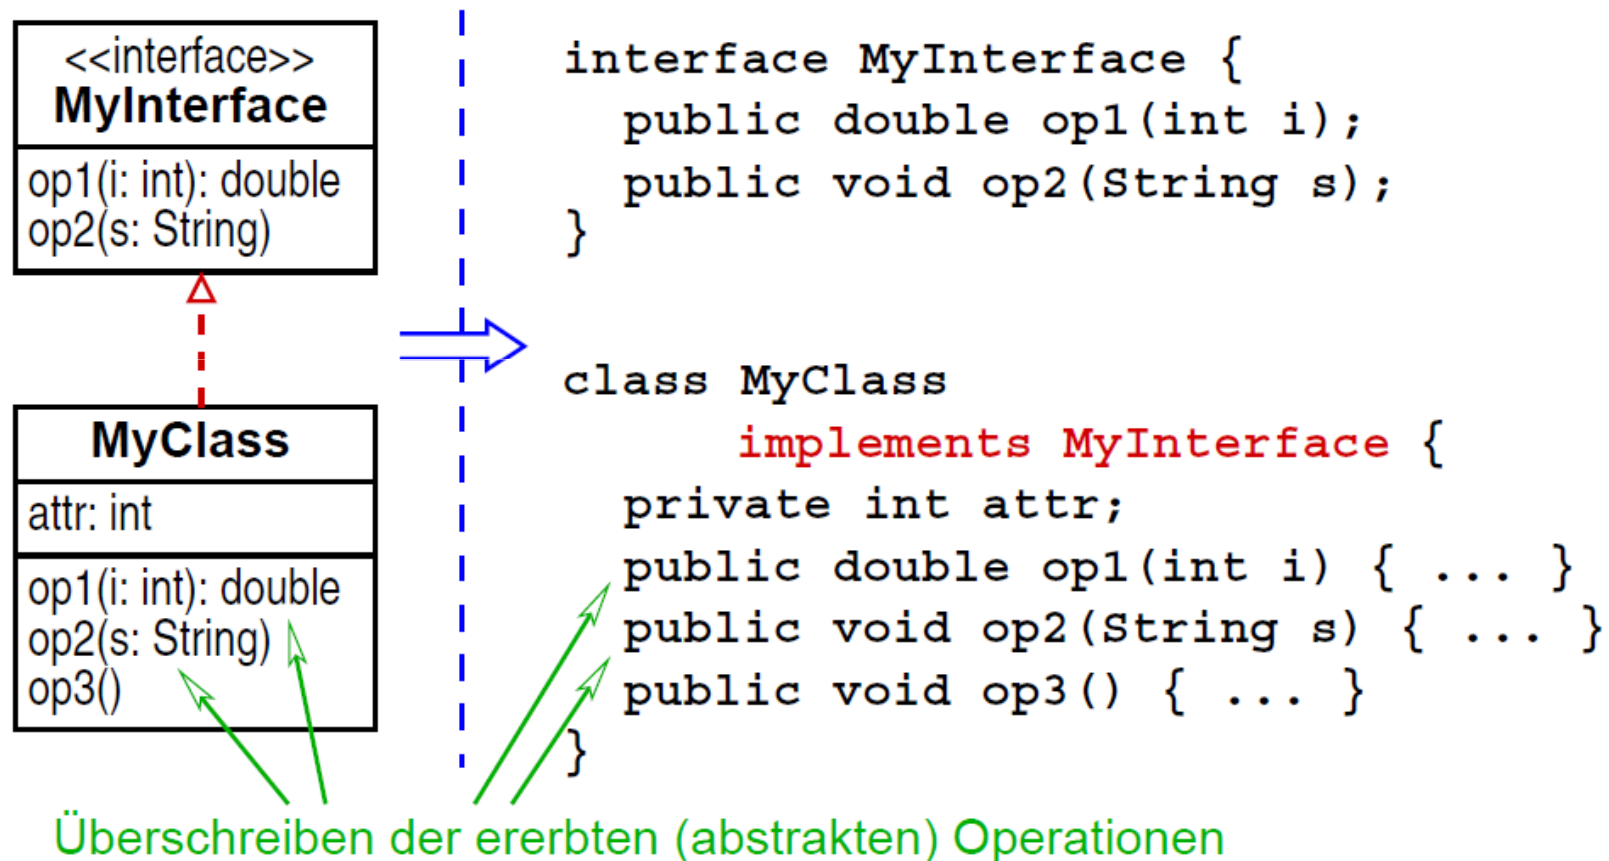 <<interface>>
MyInterface
op1(i: int): double
op2(s: String)
MyClass
attr: int
op1(i: int): double
op2(s: String)
op3()
interface MyInterface {
public double op1(int i);
public void op2(String s);
}
class MyClass
implements MyInterface {
private int attr;
public double op1(int i) { ... }
public void op2(String s) { ... }
public void op3() { ... }
}
Überschreiben der ererbten (abstrakten) Operationen